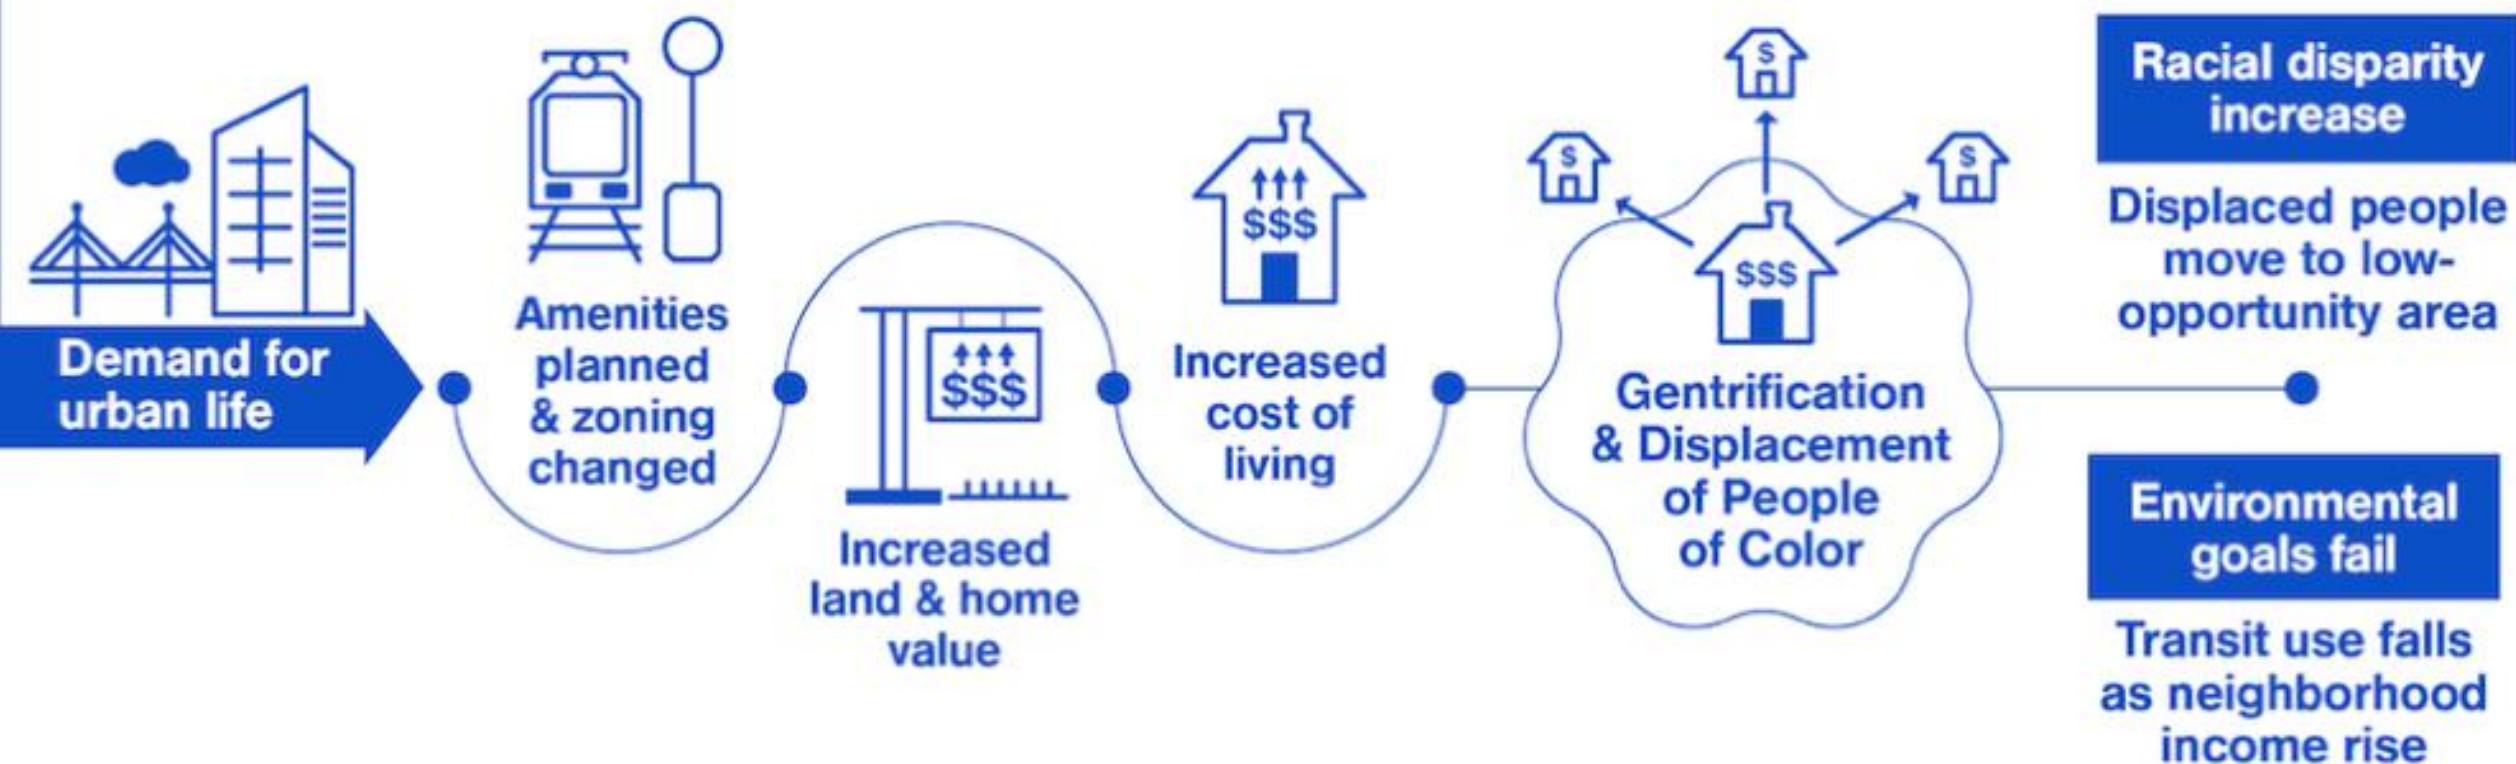 Demand for
urban life
Amenities
planned
& zoning
changed
$$$
Increased
land & home
value
$$$
Increased
cost of
living
$
$
$
$$$
Gentrification
& Displacement
of People
of Color
Racial disparity
increase
Displaced people
move to low-
opportunity area
Environmental
goals fail
Transit use falls
as neighborhood
income rise